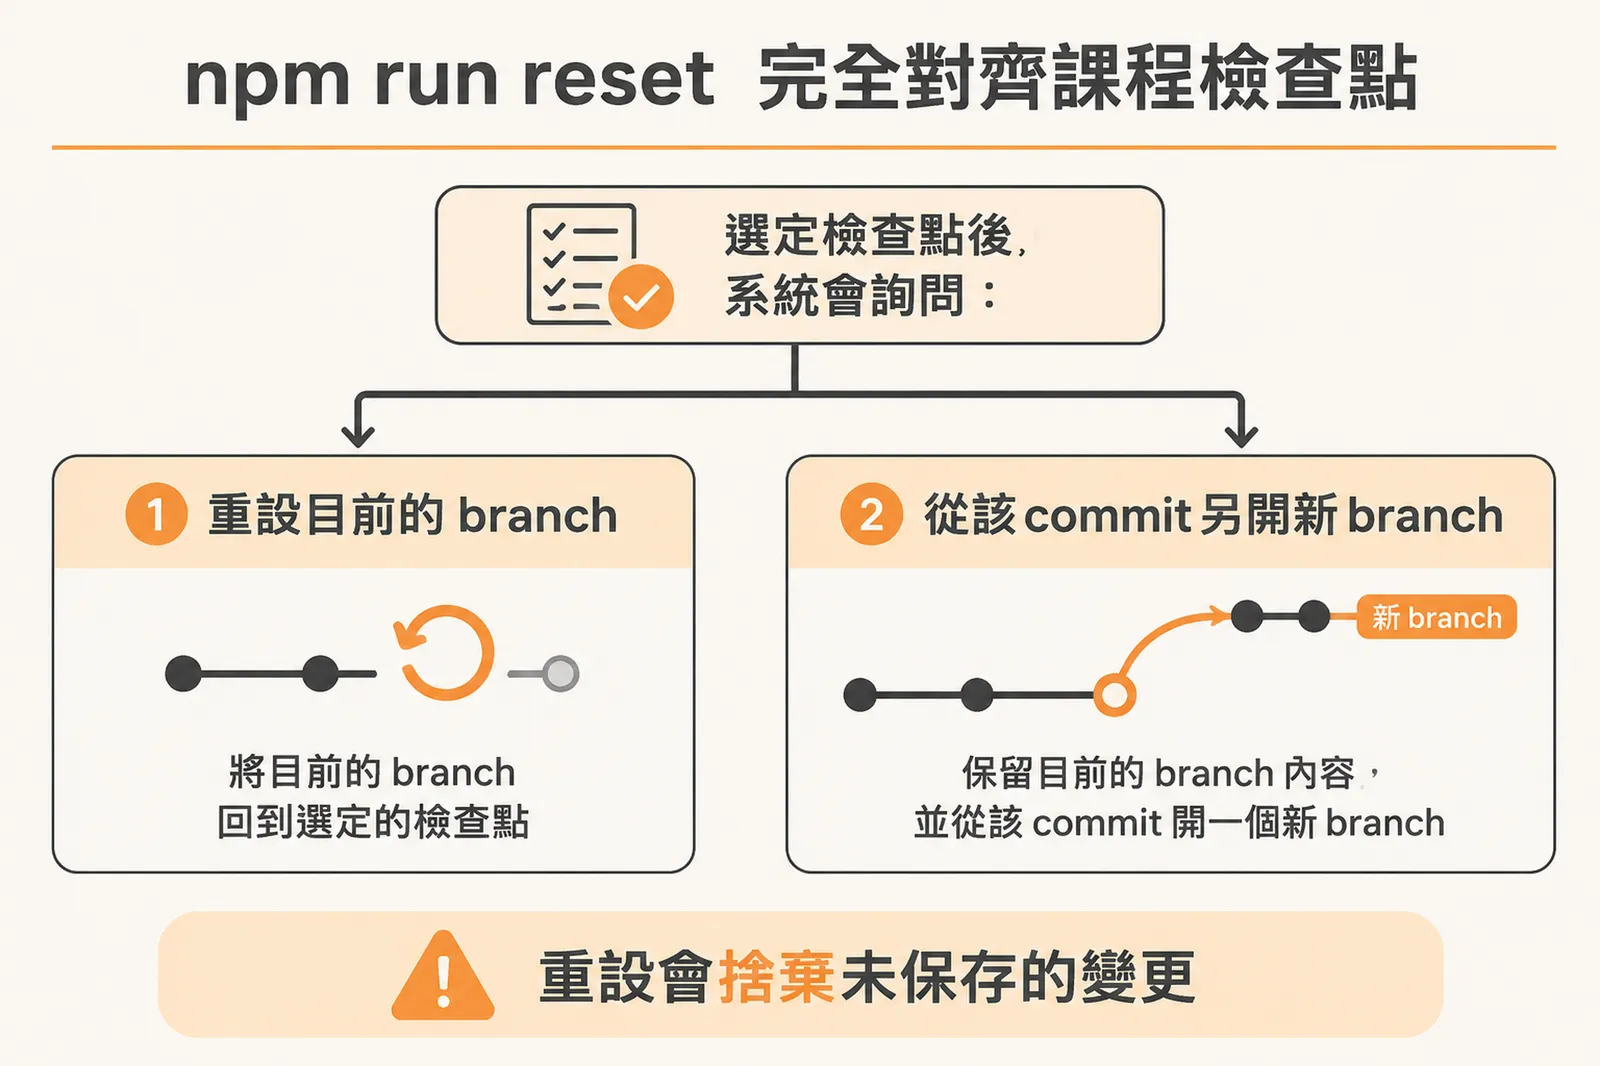 npm run reset 完全對齊課程檢查點
選定檢查點後,
系統會詢問：
1 重設目前的 branch
將目前的 branch
回到選定的檢查點
2 從該 commit 另開新 branch
新 branch
保留目前的 branch 內容，
並從該 commit 開一個新 branch
重設會捨棄未保存的變更